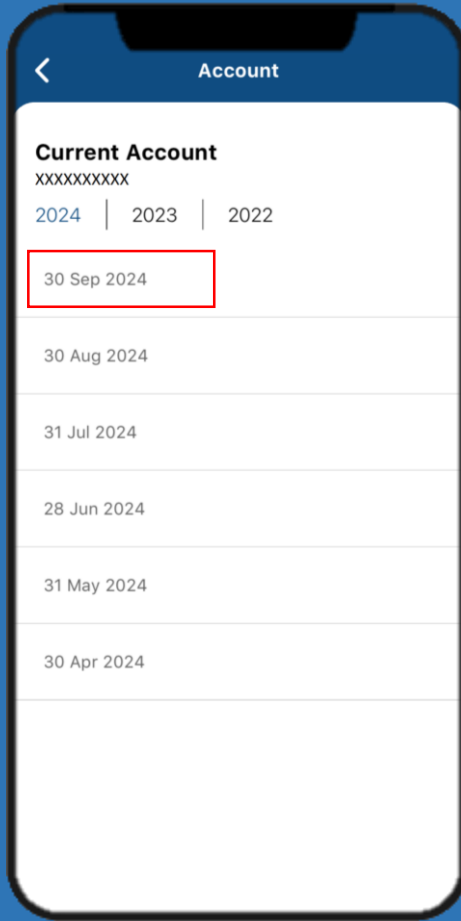 Account
Current Account
XXXXXXXXXX
2024 | 2023 | 2022
30 Sep 2024
30 Aug 2024
31 Jul 2024
28 Jun 2024
31 May 2024
30 Apr 2024